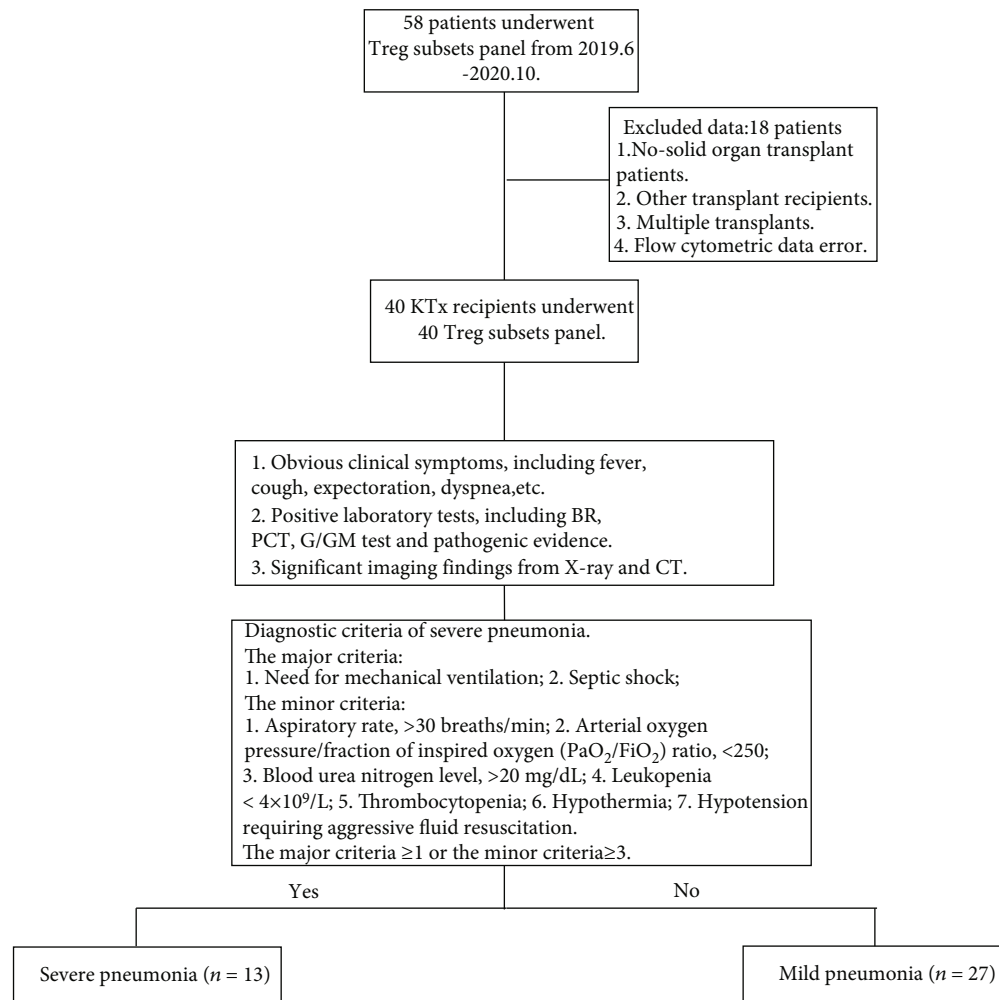 58 patients underwent
Treg subsets panel from 2019.6
-2020.10.
Excluded data:18 patients
1.No-solid organ transplant
patients.
2. Other transplant recipients.
3. Multiple transplants.
4. Flow cytometric data error.
40 KTx recipients underwent
40 Treg subsets panel.
1. Obvious clinical symptoms, including fever,
cough, expectoration, dyspnea,etc.
2. Positive laboratory tests, including BR,
PCT, G/GM test and pathogenic evidence.
3. Significant imaging findings from X-ray and CT.
Diagnostic criteria of severe pneumonia.
The major criteria:
1. Need for mechanical ventilation; 2. Septic shock;
The minor criteria:
1. Aspiratory rate, >30 breaths/min; 2. Arterial oxygen
pressure/fraction of inspired oxygen (PaO₂/FiO₂) ratio, <250;
3. Blood urea nitrogen level, >20 mg/dL; 4. Leukopenia
< 4×10⁹/L; 5. Thrombocytopenia; 6. Hypothermia; 7. Hypotension
requiring aggressive fluid resuscitation.
The major criteria ≥1 or the minor criteria≥3.
Yes
No
Severe pneumonia (n = 13)
Mild pneumonia (n = 27)